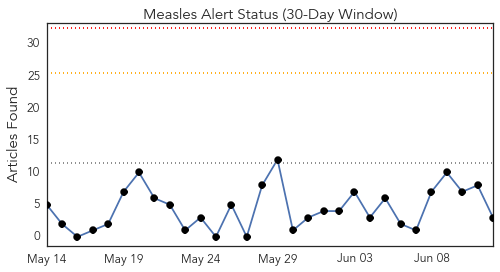 Measles Alert Status (30-Day Window)
Articles Found
30
25
20
15
10
5
0
May 14 May 19 May 24 May 29 Jun 03 Jun 08